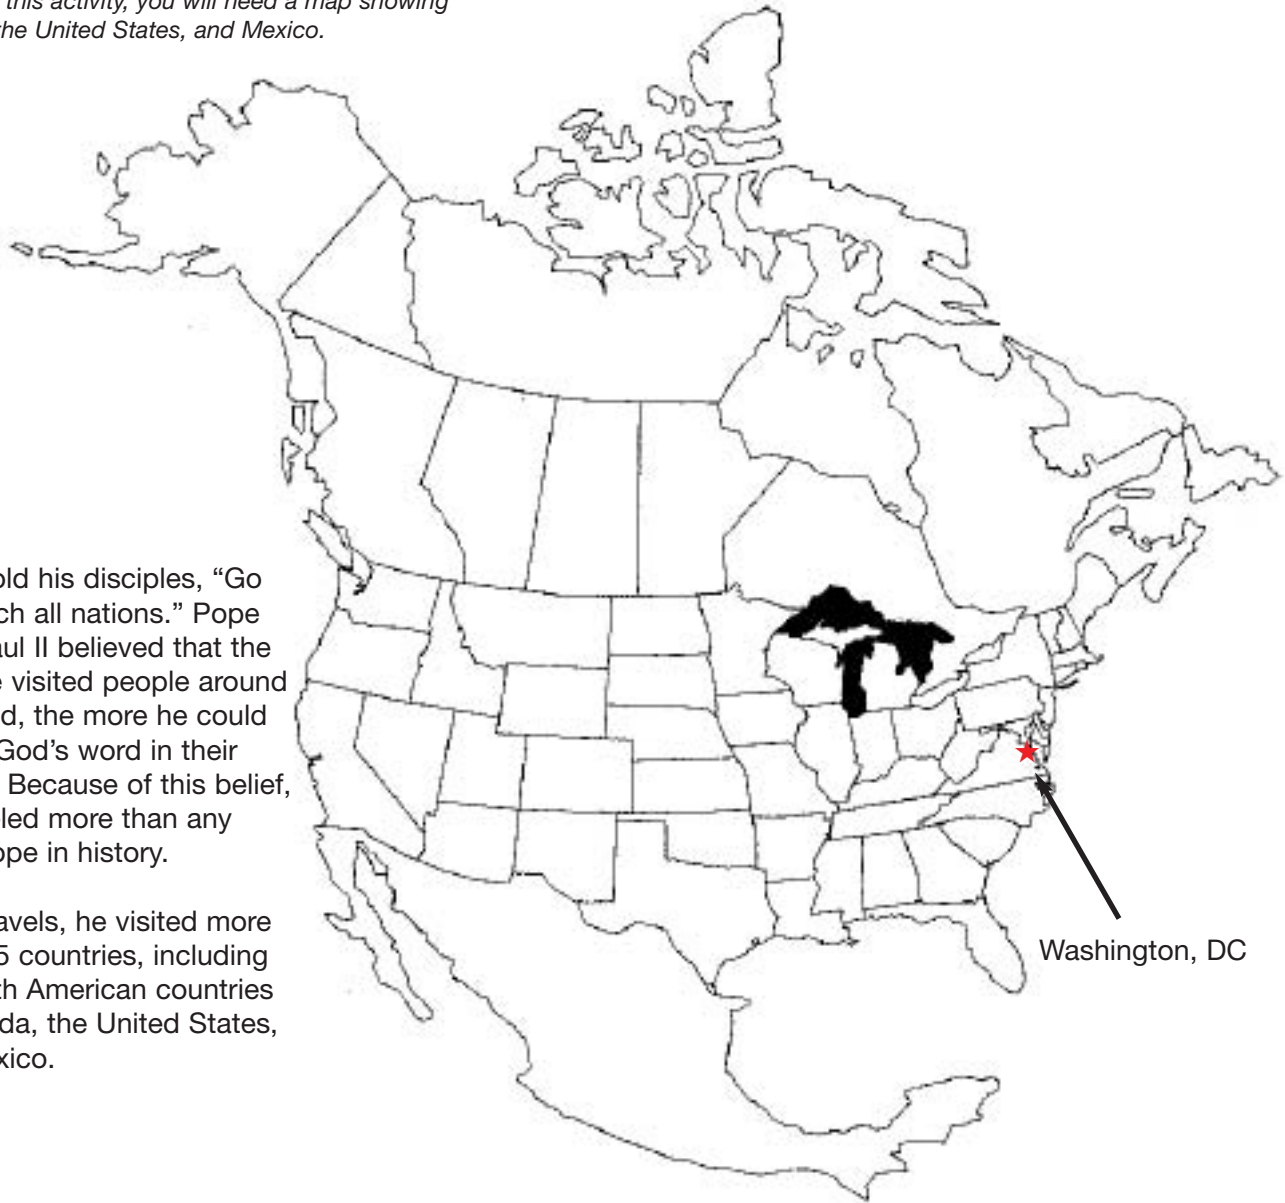 this activity, you will need a map showing
the United States, and Mexico.
old his disciples, “Go
ch all nations.” Pope
aul II believed that the
e visited people around
d, the more he could
God’s word in their
Because of this belief,
led more than any
ope in history.
avels, he visited more
5 countries, including
th American countries
da, the United States,
xico.
Washington, DC